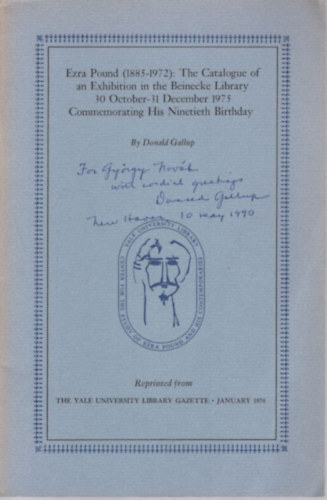 Ezra Pound (1885-1972): The Catalogue of
an Exhibition in the Beinecke Library
30 October-31 December 1975
Commemorating His Ninetieth Birthday
By Donald Gallup
For György Novák
with cordial greetings
Donald Gallup
New Haven 10 May 1990
YALE UNIVERSITY LIBRARY
CENTER FOR THE STUDY OF EZRA POUND AND HIS CONTEMPORARIES
Reprinted from
THE YALE UNIVERSITY LIBRARY GAZETTE · JANUARY 1976